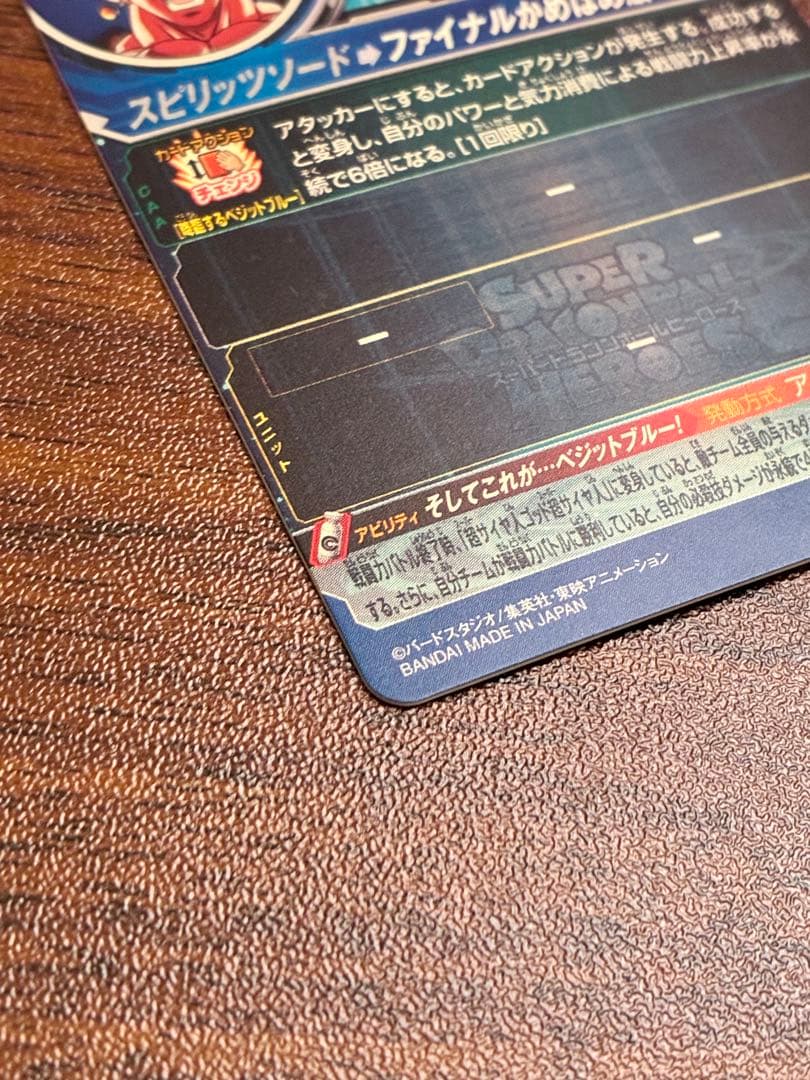 スピリッツソード➡ファイナルかめはめ波
アタッカーにすると、カードアクションが発生する。成功する
と変身し、自分のパワーと気力消費による戦闘力上昇率が永
続で6倍になる。[1回限り]
カードアクション
チェンジ
CAA
SUPER
DRAGONBALL
スーパードラゴンボールヒーローズ
HEROES
ユニット
アビリティ そしてこれが…ベジットブルー! 発動方式 ア
戦闘力バトル終了時、「超サイヤ人ゴッド超サイヤ人」に変身していると、敵チーム全員の与えるダ
する。さらに、自分チームが戦闘力バトルに勝利していると、自分の必殺技ダメージが永続で
©バードスタジオ/集英社・東映アニメーション
BANDAI MADE IN JAPAN